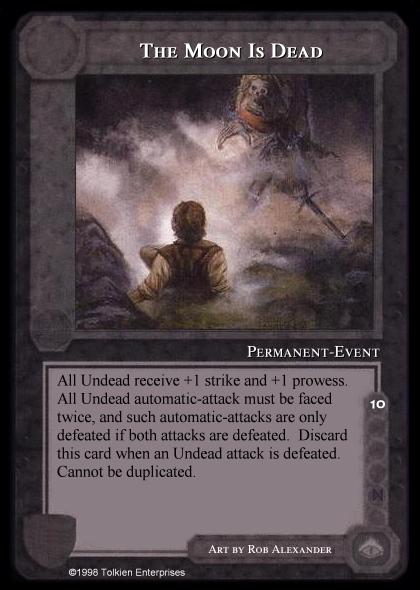 The Moon Is Dead
Permanent-Event
All Undead receive +1 strike and +1 prowess.
All Undead automatic-attack must be faced
twice, and such automatic-attacks are only
defeated if both attacks are defeated.  Discard
this card when an Undead attack is defeated.
Cannot be duplicated.
10
N
Art by Rob Alexander
©1998 Tolkien Enterprises